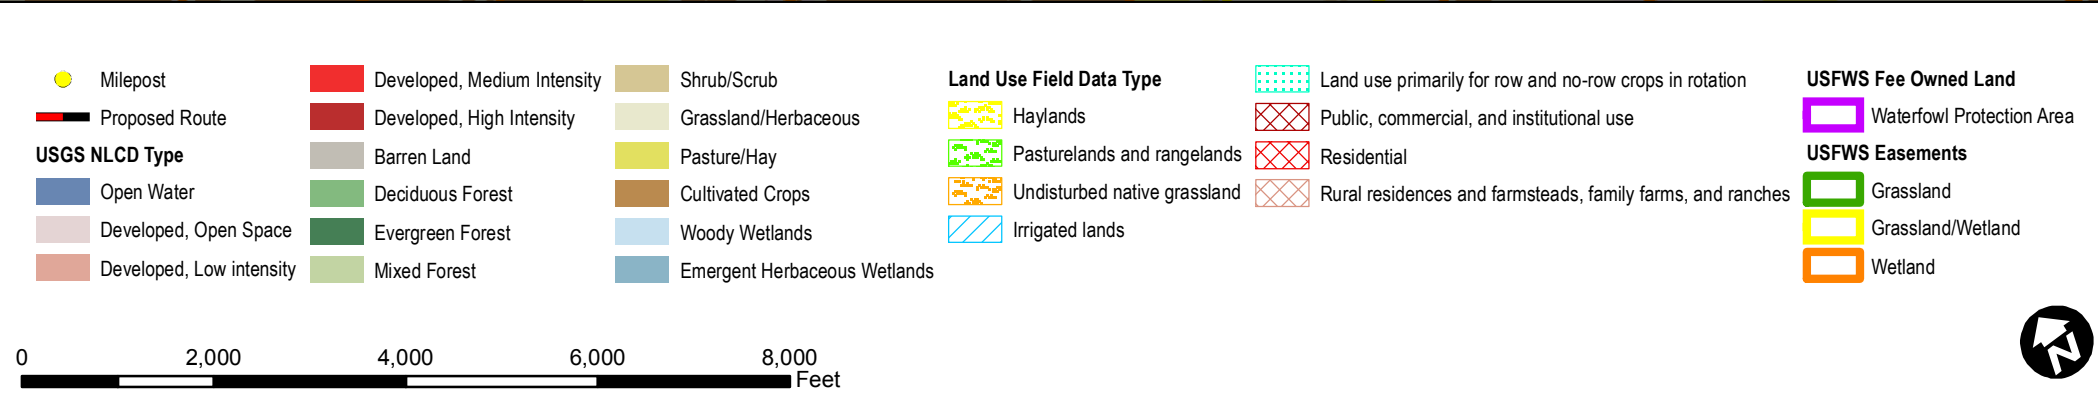 Milepost
Proposed Route
USGS NLCD Type
Open Water
Developed, Open Space
Developed, Low intensity
Developed, Medium Intensity
Developed, High Intensity
Barren Land
Deciduous Forest
Evergreen Forest
Mixed Forest
Shrub/Scrub
Grassland/Herbaceous
Pasture/Hay
Cultivated Crops
Woody Wetlands
Emergent Herbaceous Wetlands
Land Use Field Data Type
Haylands
Pasturelands and rangelands
Undisturbed native grassland
Irrigated lands
Land use primarily for row and no-row crops in rotation
Public, commercial, and institutional use
Residential
Rural residences and farmsteads, family farms, and ranches
USFWS Fee Owned Land
Waterfowl Protection Area
USFWS Easements
Grassland
Grassland/Wetland
Wetland
0 2,000 4,000 6,000 8,000
Feet
N